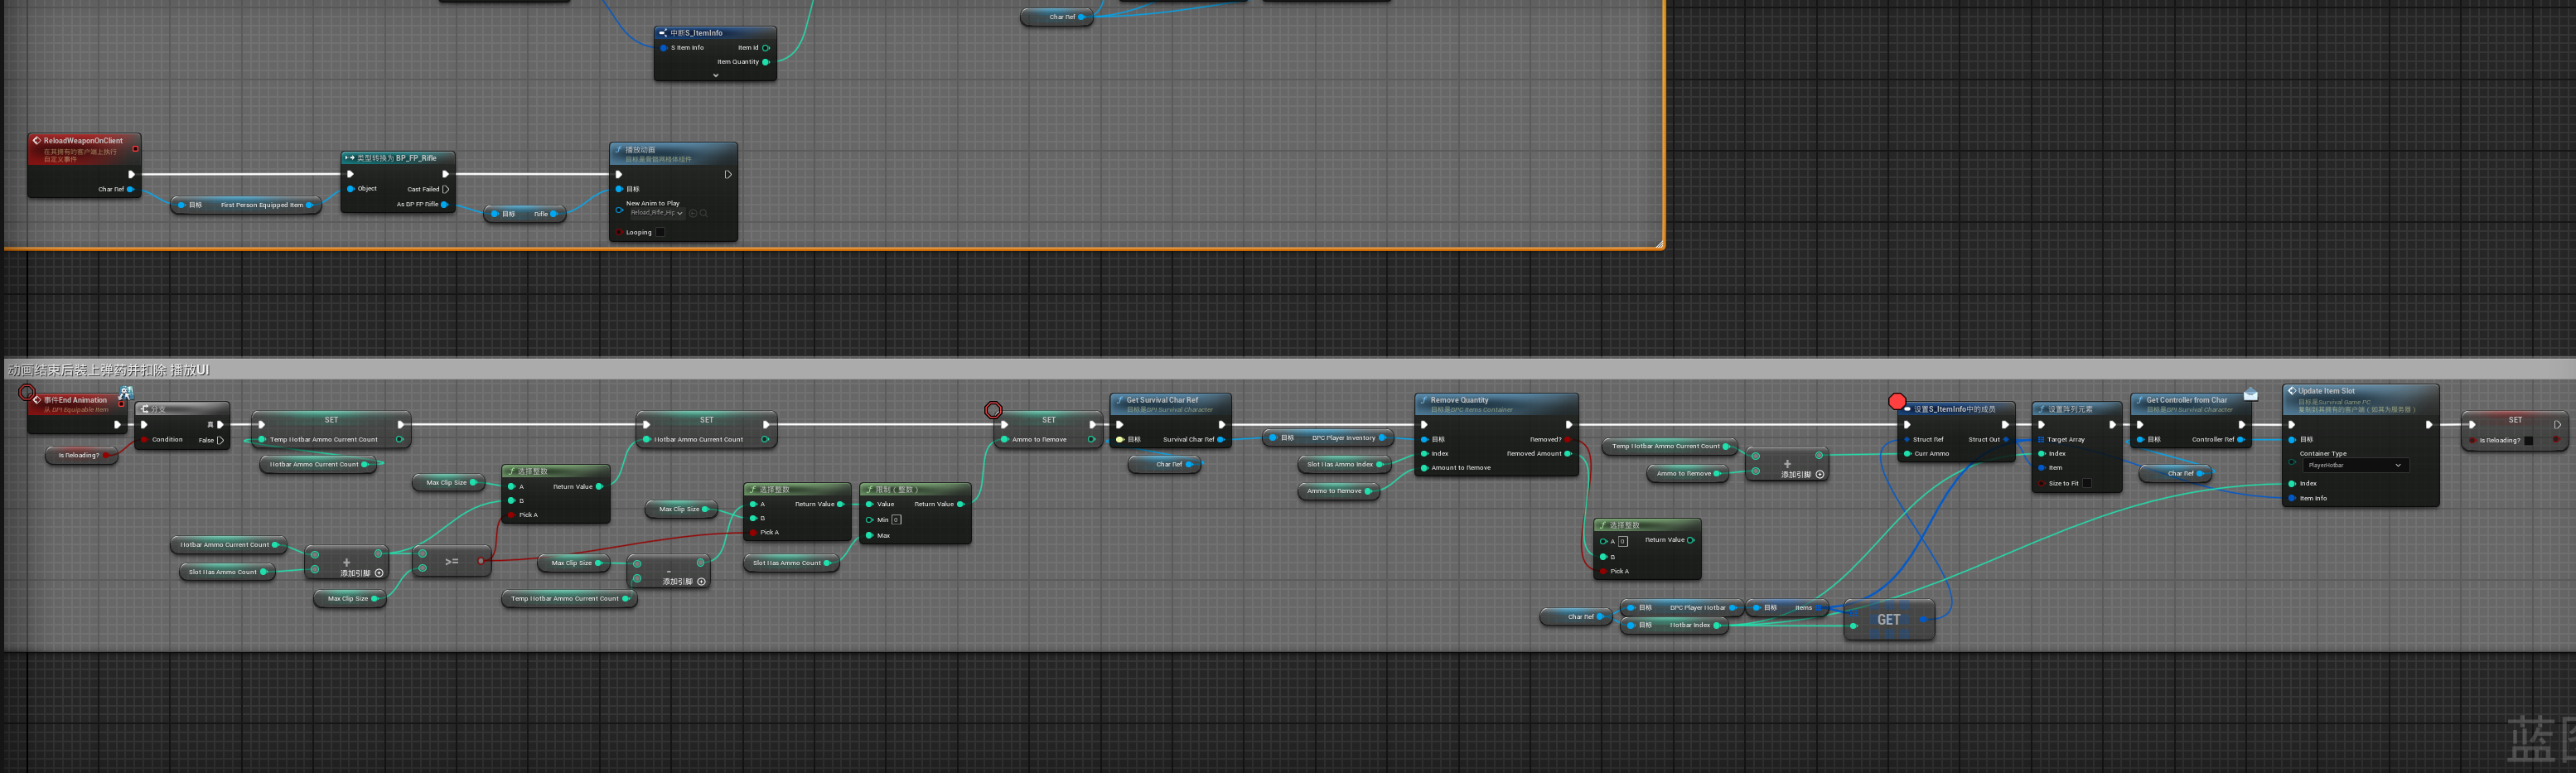 Char Ref
中断S_ItemInfo
S Item Info
Item Id
Item Quantity
ReloadWeaponOnClient
在其拥有的客户端上执行
自定义事件
Char Ref
目标
First Person Equipped Item
类型转换为 BP_FP_Rifle
Object
Cast Failed
As BP FP Rifle
目标
Rifle
播放动画
目标是骨骼网格体组件
目标
New Anim to Play
Reload_Rifle_Hip
Looping
动画结束后装上弹药并扣除 播放UI
事件End Animation
从 BPI Equipable Item
Is Reloading?
分支
Condition
真
False
SET
Temp Hotbar Ammo Current Count
Hotbar Ammo Current Count
Hotbar Ammo Current Count
Slot Has Ammo Count
+
添加引脚
Max Clip Size
>=
Max Clip Size
选择整数
A
B
Pick A
Return Value
SET
Hotbar Ammo Current Count
Max Clip Size
Temp Hotbar Ammo Current Count
-
添加引脚
Max Clip Size
选择整数
A
B
Pick A
Return Value
Slot Has Ammo Count
限制（整数）
Value
Min
0
Max
Return Value
SET
Ammo to Remove
Get Survival Char Ref
目标是BPI Survival Character
目标
Survival Char Ref
Char Ref
目标
BPC Player Inventory
Slot Has Ammo Index
Ammo to Remove
Remove Quantity
目标是BPC Items Container
目标
Index
Amount to Remove
Removed?
Removed Amount
选择整数
A
0
B
Pick A
Return Value
Temp Hotbar Ammo Current Count
Ammo to Remove
+
添加引脚
Char Ref
目标
BPC Player Hotbar
目标
Items
目标
Hotbar Index
GET
设置S_ItemInfo中的成员
Struct Ref
Struct Out
Curr Ammo
设置阵列元素
Target Array
Index
Item
Size to Fit
Get Controller from Char
目标是BPI Survival Character
目标
Controller Ref
Char Ref
Update Item Slot
目标是Survival Game PC
复制到其拥有的客户端（如其为服务器）
目标
Container Type
PlayerHotbar
Index
Item Info
SET
Is Reloading?
蓝图